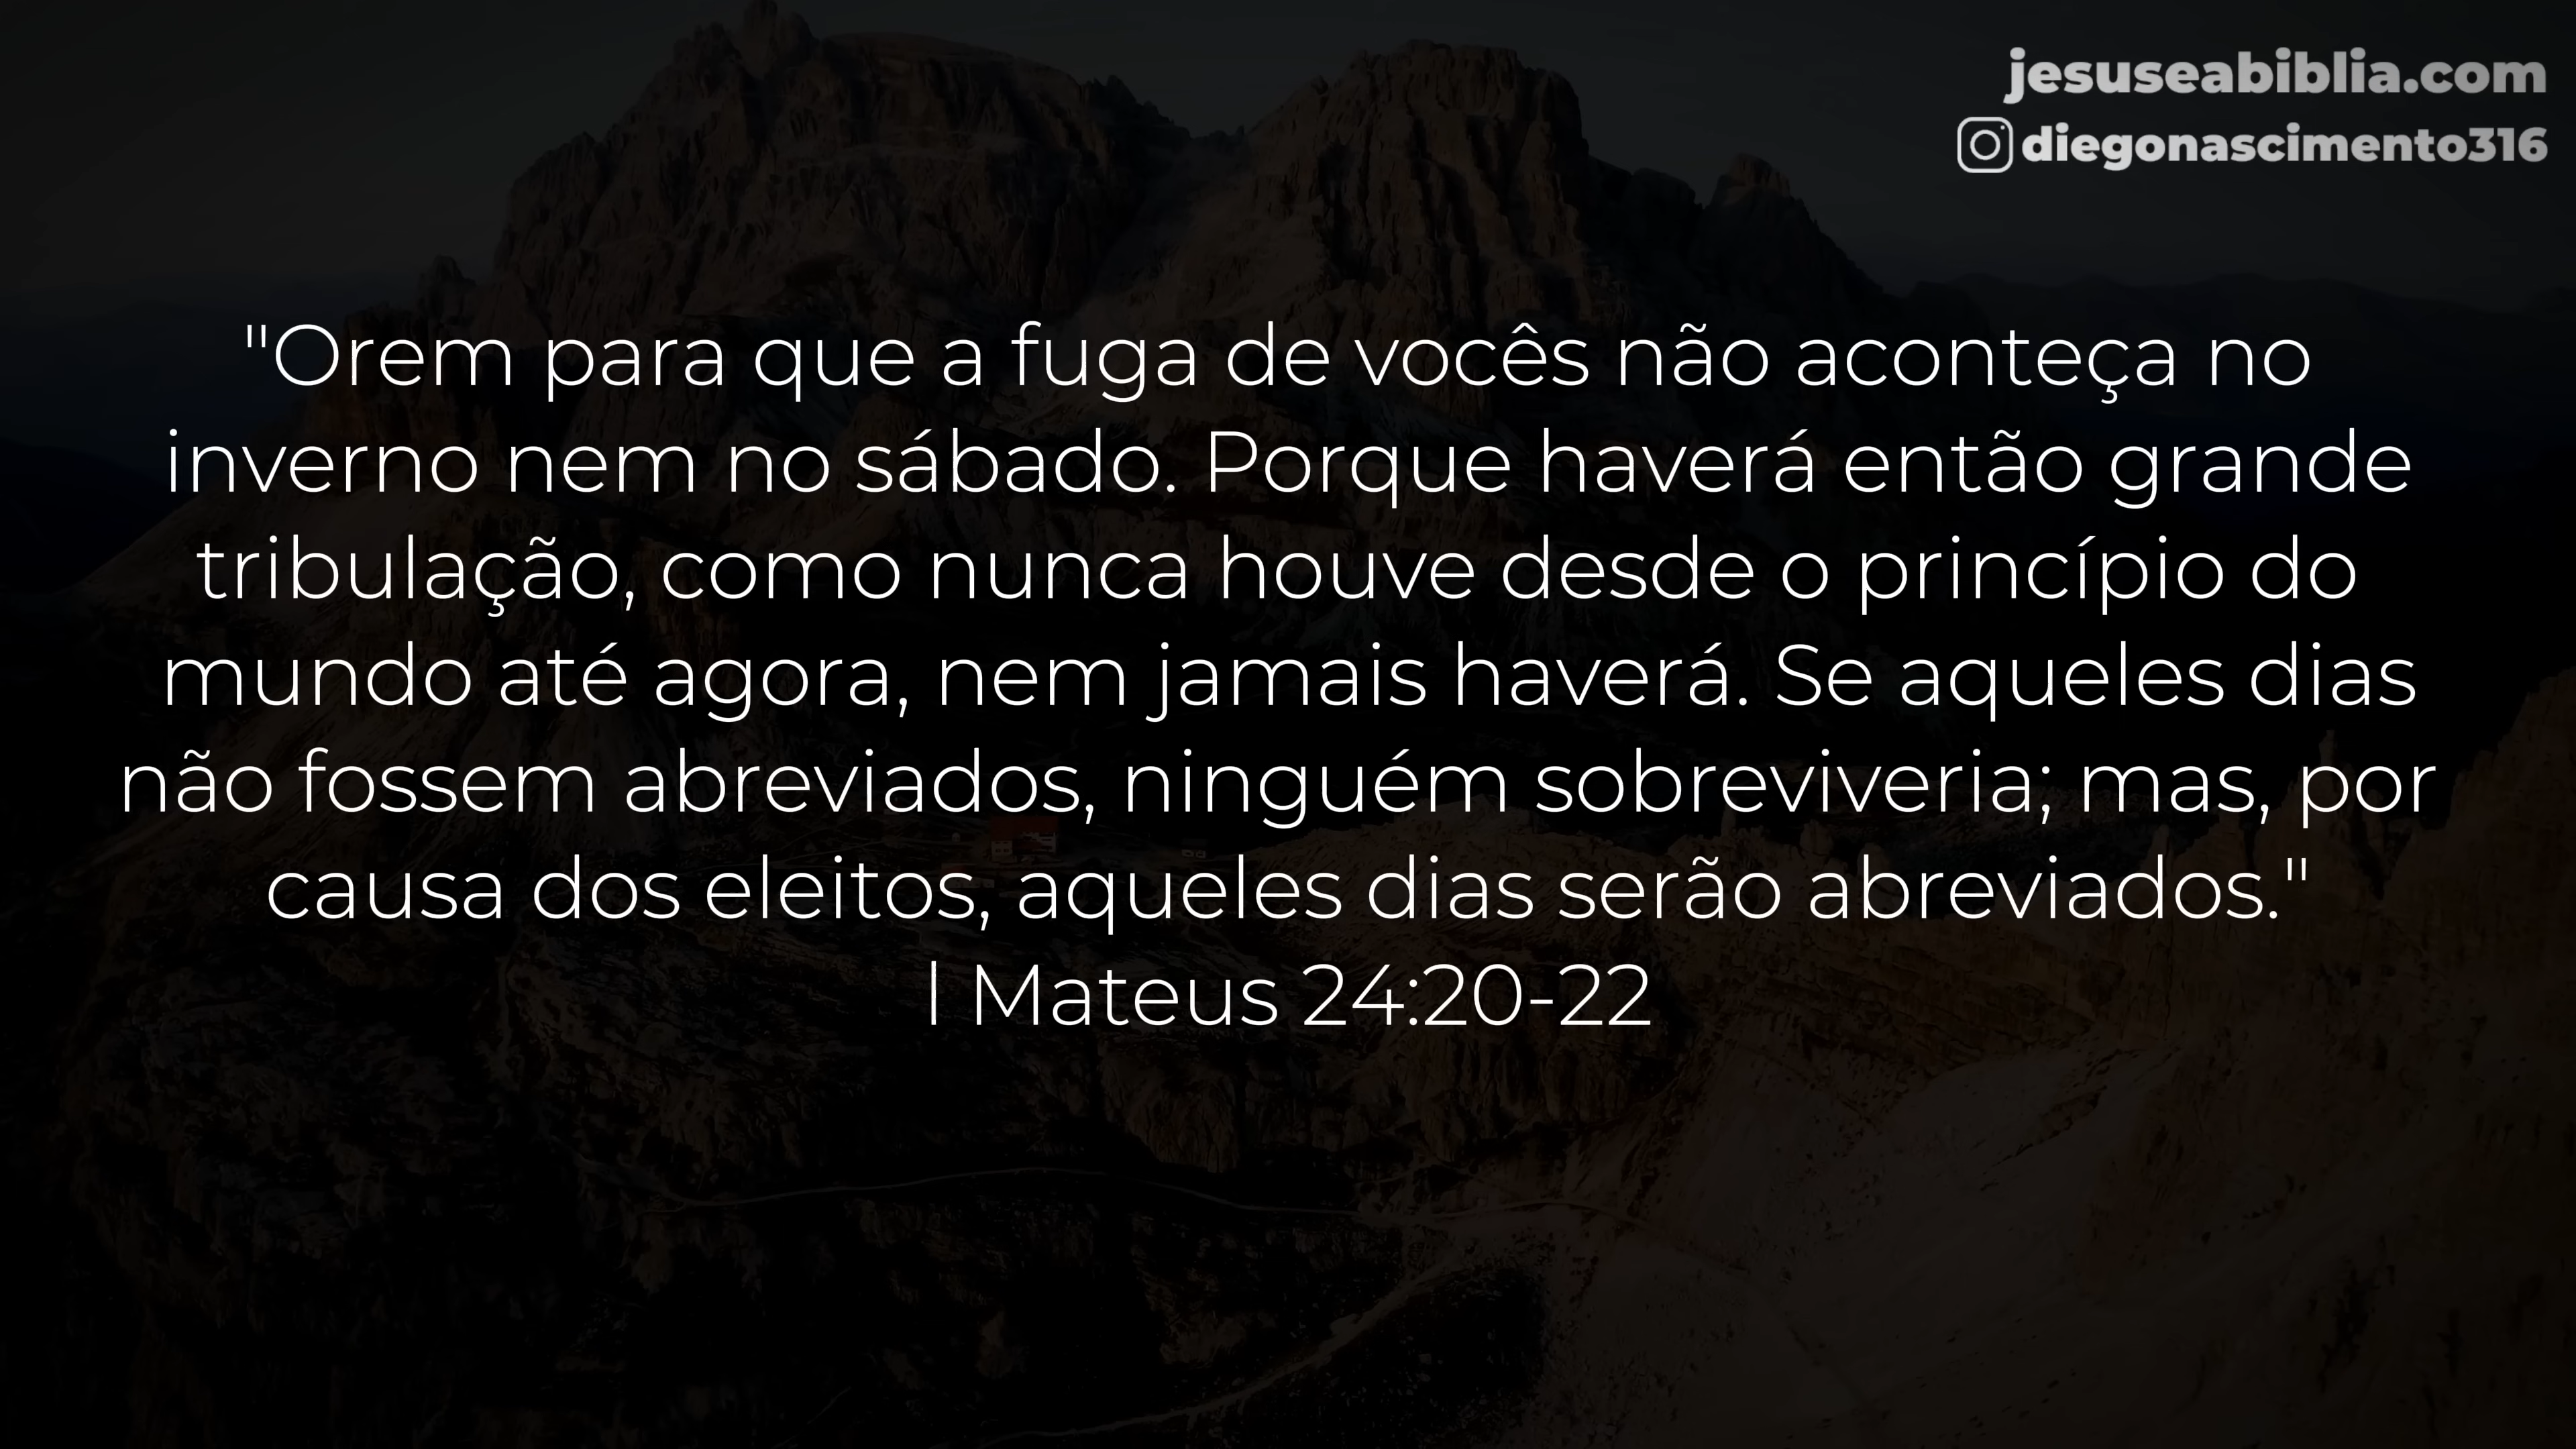 jesuseabiblia.com
diegonascimento316
"Orem para que a fuga de vocês não aconteça no
inverno nem no sábado. Porque haverá então grande
tribulação, como nunca houve desde o princípio do
mundo até agora, nem jamais haverá. Se aqueles dias
não fossem abreviados, ninguém sobreviveria; mas, por
causa dos eleitos, aqueles dias serão abreviados."
| Mateus 24:20-22